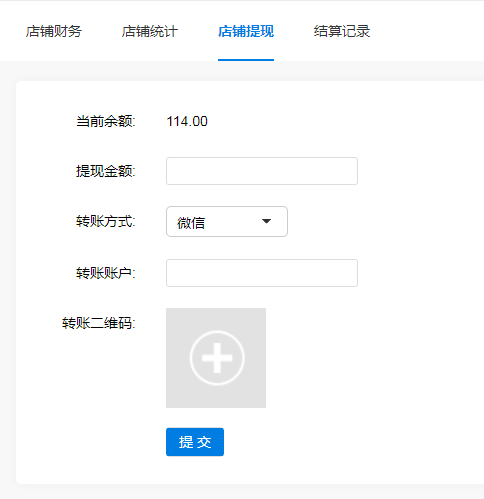 店铺财务 店铺统计 店铺提现 结算记录
当前余额: 114.00
提现金额:
转账方式: 微信
转账账户:
转账二维码:
提 交